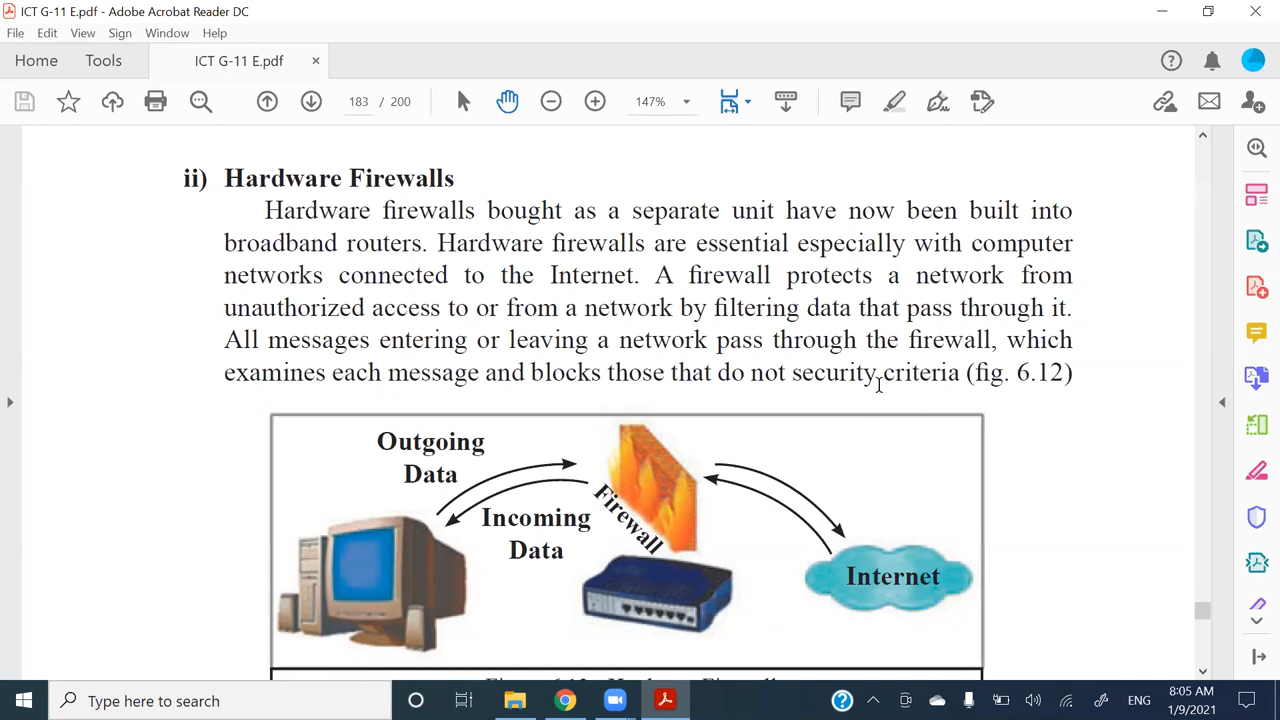 ICT G-11 E.pdf - Adobe Acrobat Reader DC
File Edit View Sign Window Help
Home Tools ICT G-11 E.pdf ×
183 / 200 147%
ii) Hardware Firewalls
Hardware firewalls bought as a separate unit have now been built into
broadband routers. Hardware firewalls are essential especially with computer
networks connected to the Internet. A firewall protects a network from
unauthorized access to or from a network by filtering data that pass through it.
All messages entering or leaving a network pass through the firewall, which
examines each message and blocks those that do not security criteria (fig. 6.12)
Outgoing
Data
Incoming
Data
Firewall
Internet
Type here to search
ENG
8:05 AM
1/9/2021